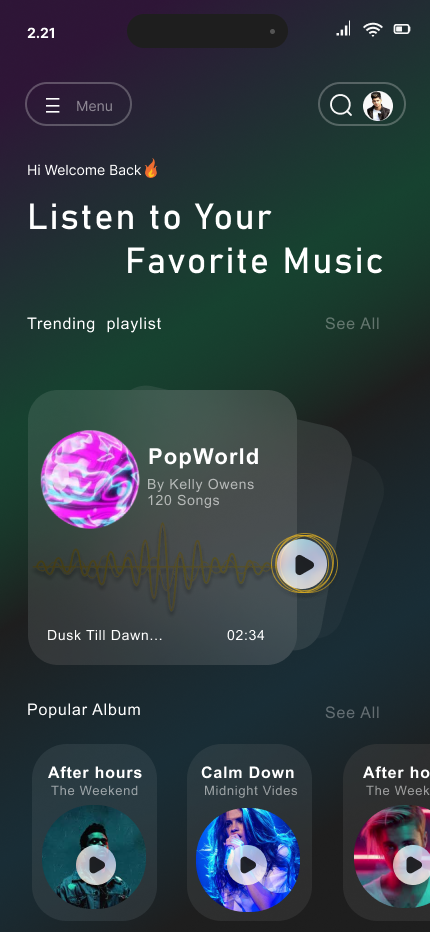 2.21
Menu
Hi Welcome Back🔥
Listen to Your
Favorite Music
Trending playlist
See All
PopWorld
By Kelly Owens
120 Songs
Dusk Till Dawn...
02:34
Popular Album
See All
After hours
The Weekend
Calm Down
Midnight Vides
After ho
The Week